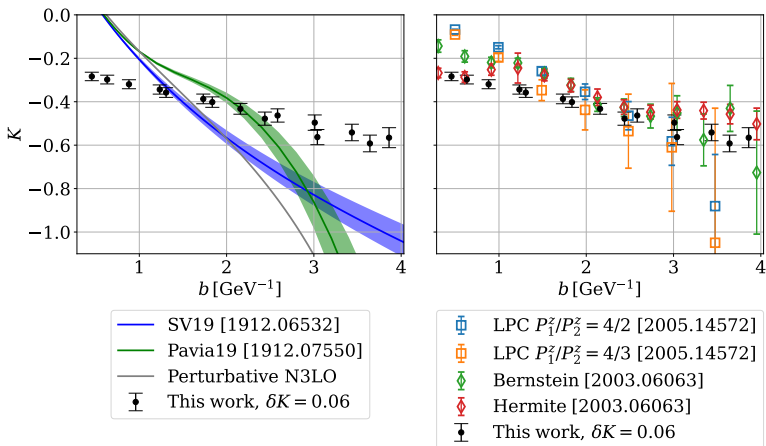 0.0
−0.2
−0.4
−0.6
−0.8
−1.0
K
1
2
3
4
b [GeV⁻¹]
0
1
2
3
4
b [GeV⁻¹]
SV19 [1912.06532]
Pavia19 [1912.07550]
Perturbative N3LO
This work, δK = 0.06
LPC P₁ᶻ/P₂ᶻ = 4/2 [2005.14572]
LPC P₁ᶻ/P₂ᶻ = 4/3 [2005.14572]
Bernstein [2003.06063]
Hermite [2003.06063]
This work, δK = 0.06